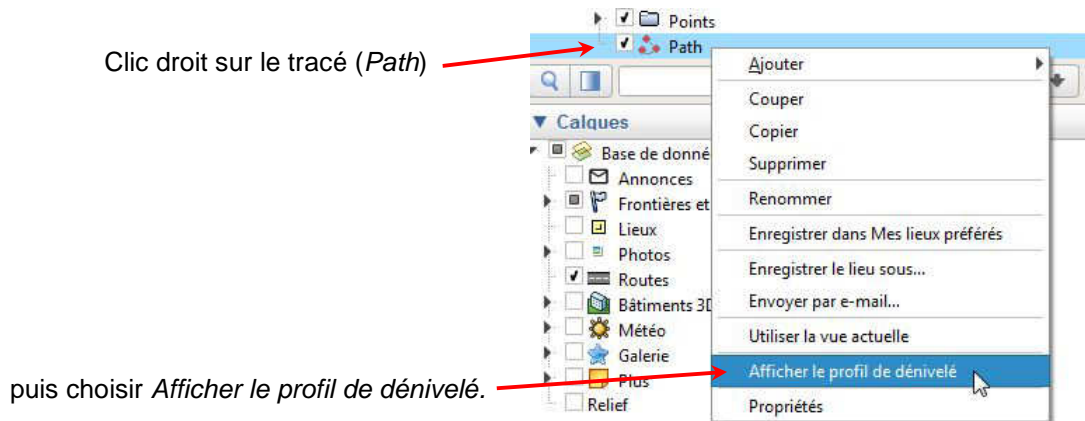 Points
Path
Clic droit sur le tracé (Path)
Ajouter
Couper
Copier
Supprimer
Renommer
Enregistrer dans Mes lieux préférés
Enregistrer le lieu sous...
Envoyer par e-mail...
Utiliser la vue actuelle
Afficher le profil de dénivelé
Propriétés
Calques
Base de donné
Annonces
Frontières et
Lieux
Photos
Routes
Bâtiments 3D
Météo
Galerie
Plus
Relief
puis choisir Afficher le profil de dénivelé.